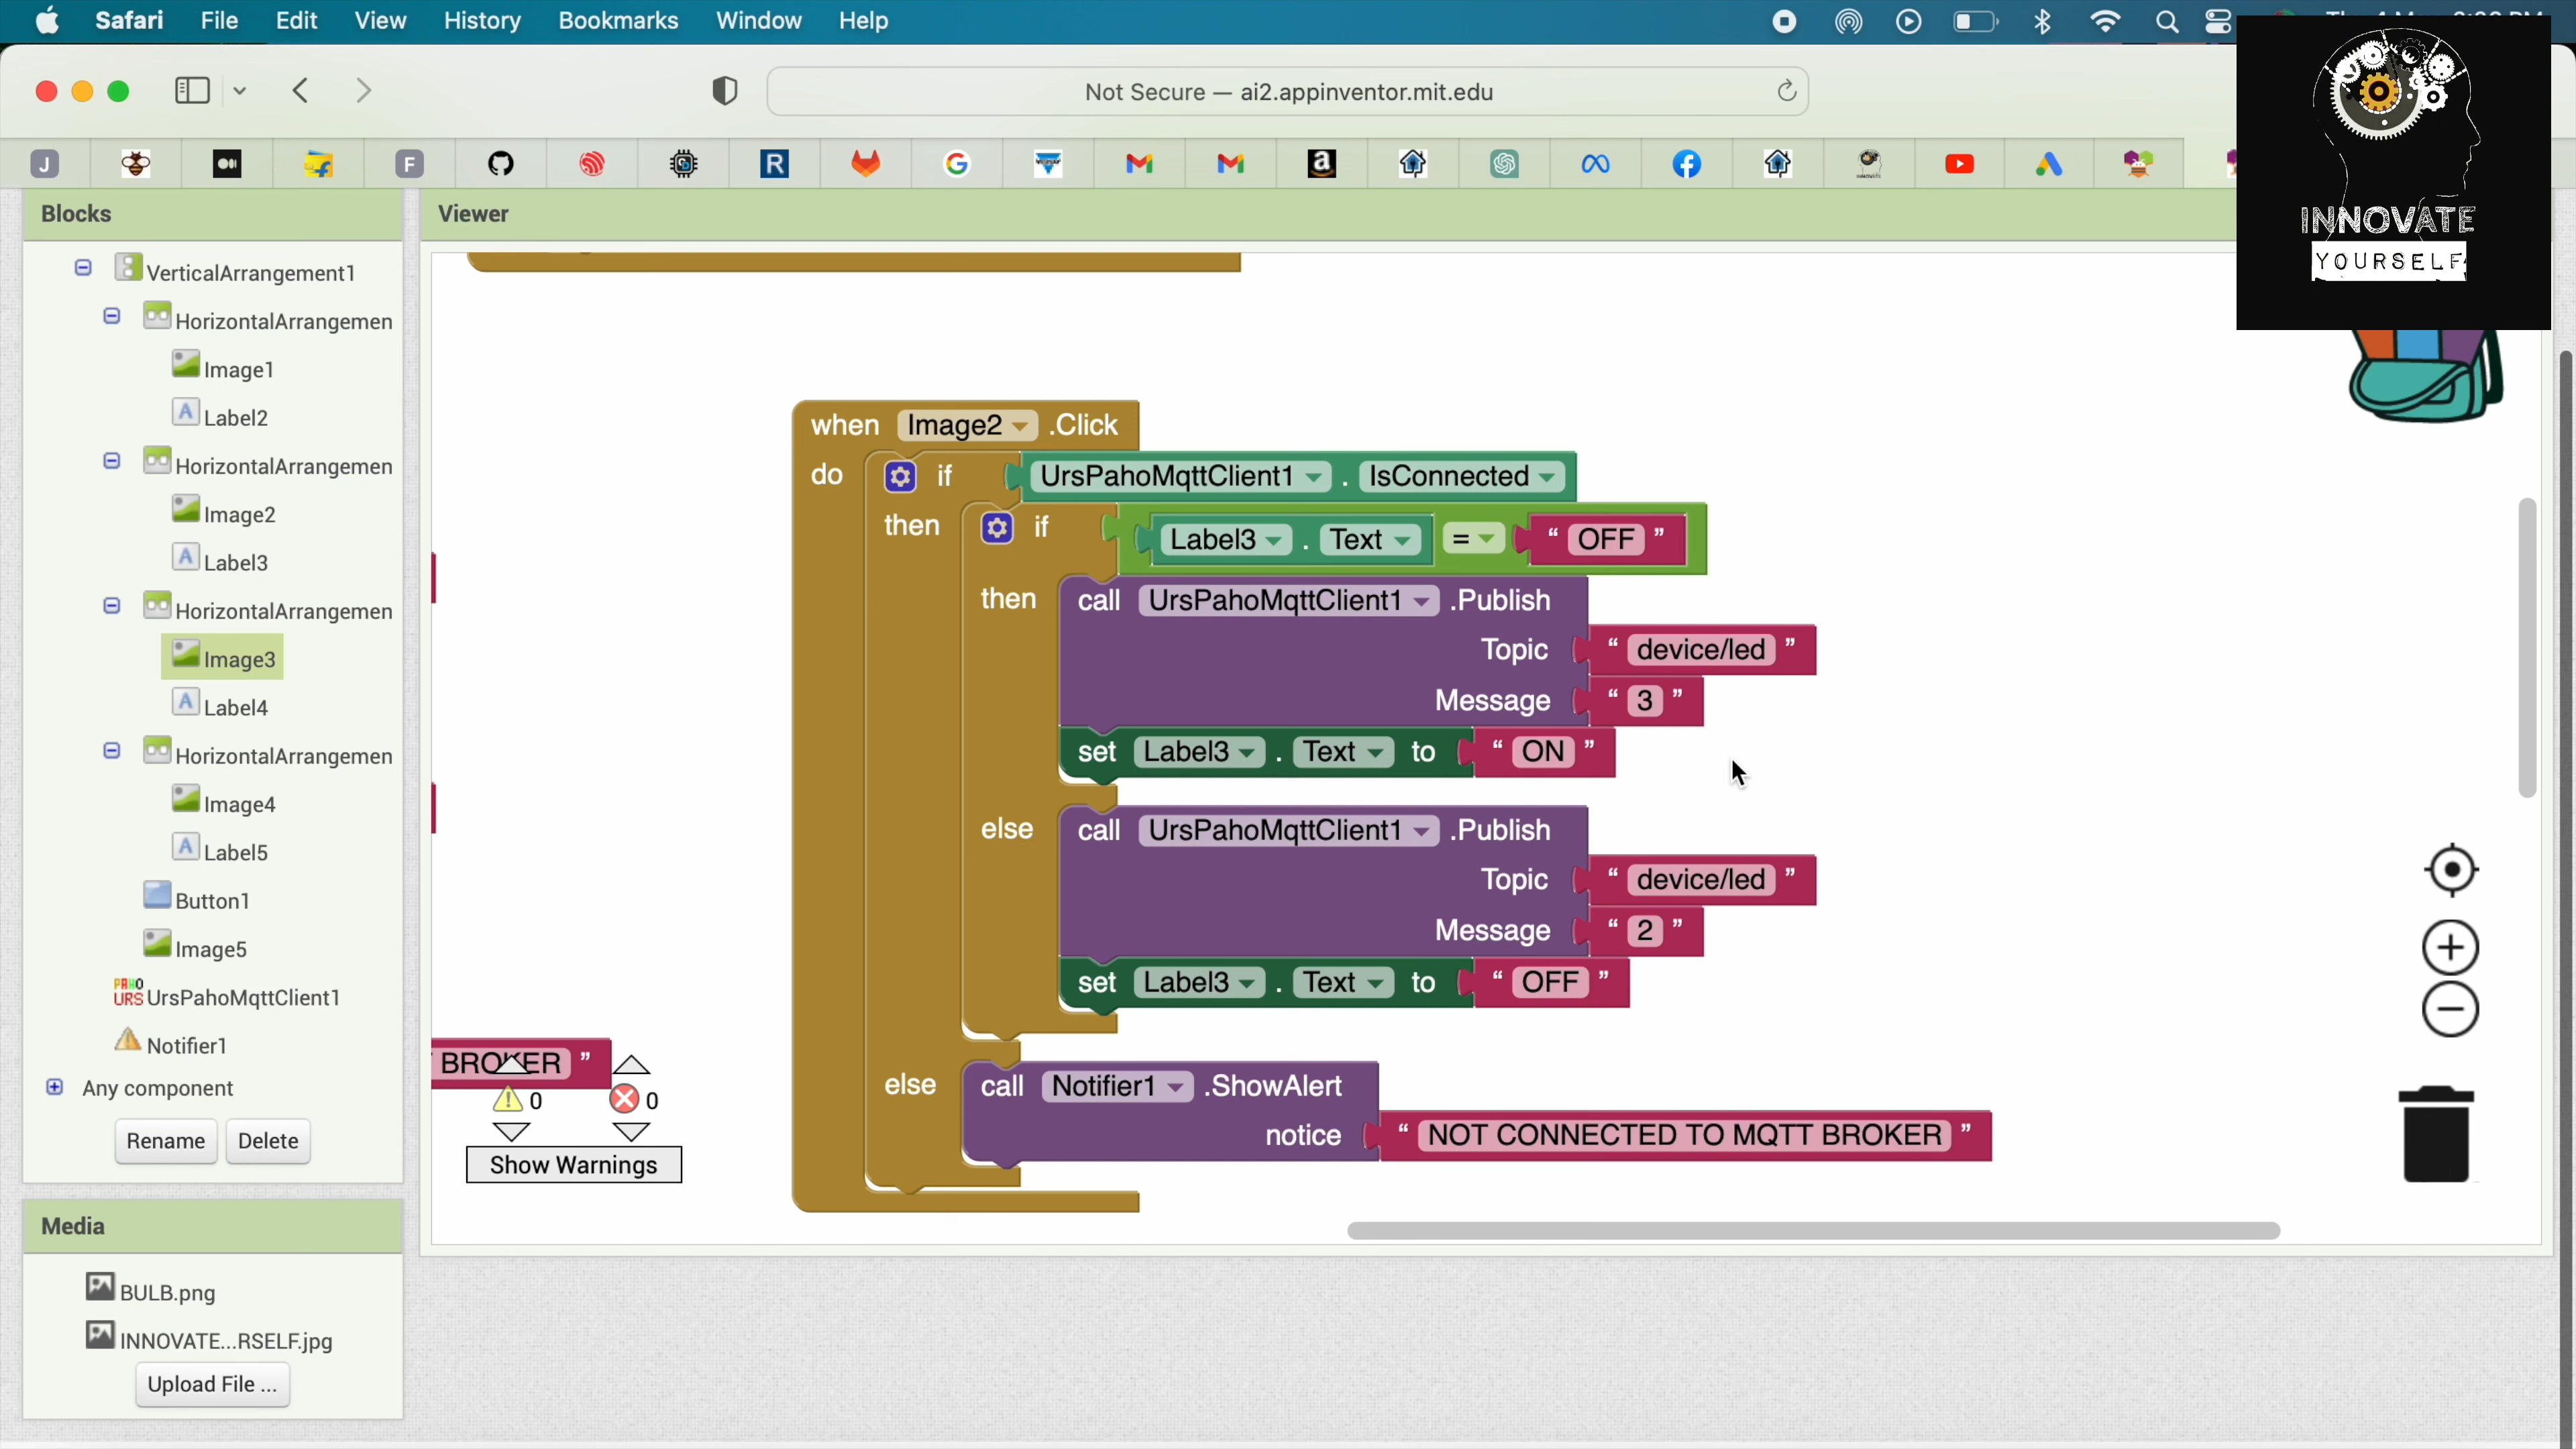 Safari File Edit View History Bookmarks Window Help
Not Secure — ai2.appinventor.mit.edu
INNOVATE
YOURSELF
J F R G a
Blocks
Viewer
VerticalArrangement1
HorizontalArrangemen
Image1
A Label2
HorizontalArrangemen
Image2
A Label3
HorizontalArrangemen
Image3
A Label4
HorizontalArrangemen
Image4
A Label5
Button1
Image5
PAHO
URS UrsPahoMqttClient1
Notifier1
Any component
Rename Delete
Media
BULB.png
INNOVATE...RSELF.jpg
Upload File ...
when Image2 .Click
do if UrsPahoMqttClient1 . IsConnected
then if Label3 . Text = “ OFF ”
then call UrsPahoMqttClient1 .Publish
Topic “ device/led ”
Message “ 3 ”
set Label3 . Text to “ ON ”
else call UrsPahoMqttClient1 .Publish
Topic “ device/led ”
Message “ 2 ”
set Label3 . Text to “ OFF ”
else call Notifier1 .ShowAlert
notice “ NOT CONNECTED TO MQTT BROKER ”
BROKER ”
0 0
Show Warnings